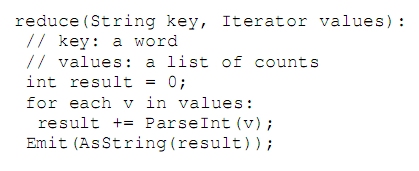 reduce(String key, Iterator values):
// key: a word
// values: a list of counts
int result = 0;
for each v in values:
result += ParseInt(v);
Emit(AsString(result));